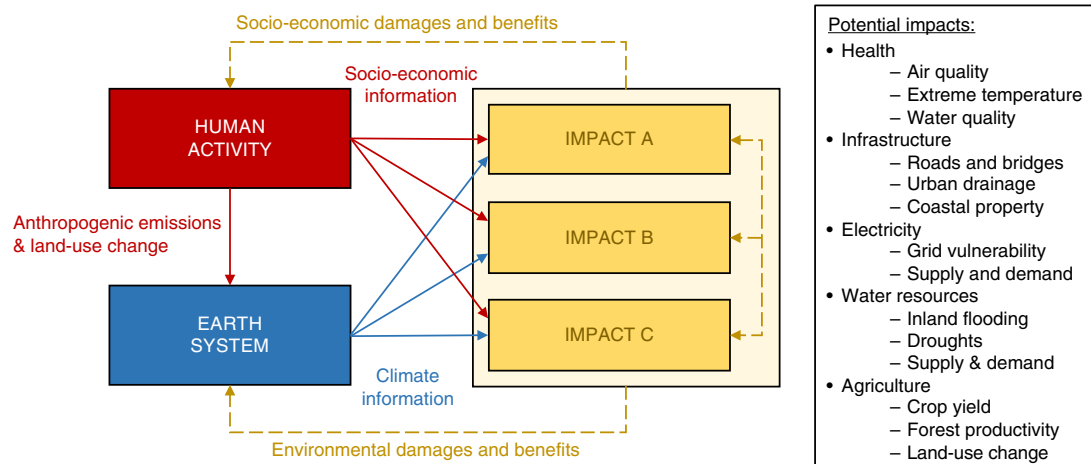 Socio-economic damages and benefits
Socio-economic
information
HUMAN
ACTIVITY
IMPACT A
Anthropogenic emissions
& land-use change
IMPACT B
EARTH
SYSTEM
IMPACT C
Climate
information
Environmental damages and benefits
Potential impacts:
• Health
– Air quality
– Extreme temperature
– Water quality
• Infrastructure
– Roads and bridges
– Urban drainage
– Coastal property
• Electricity
– Grid vulnerability
– Supply and demand
• Water resources
– Inland flooding
– Droughts
– Supply & demand
• Agriculture
– Crop yield
– Forest productivity
– Land-use change